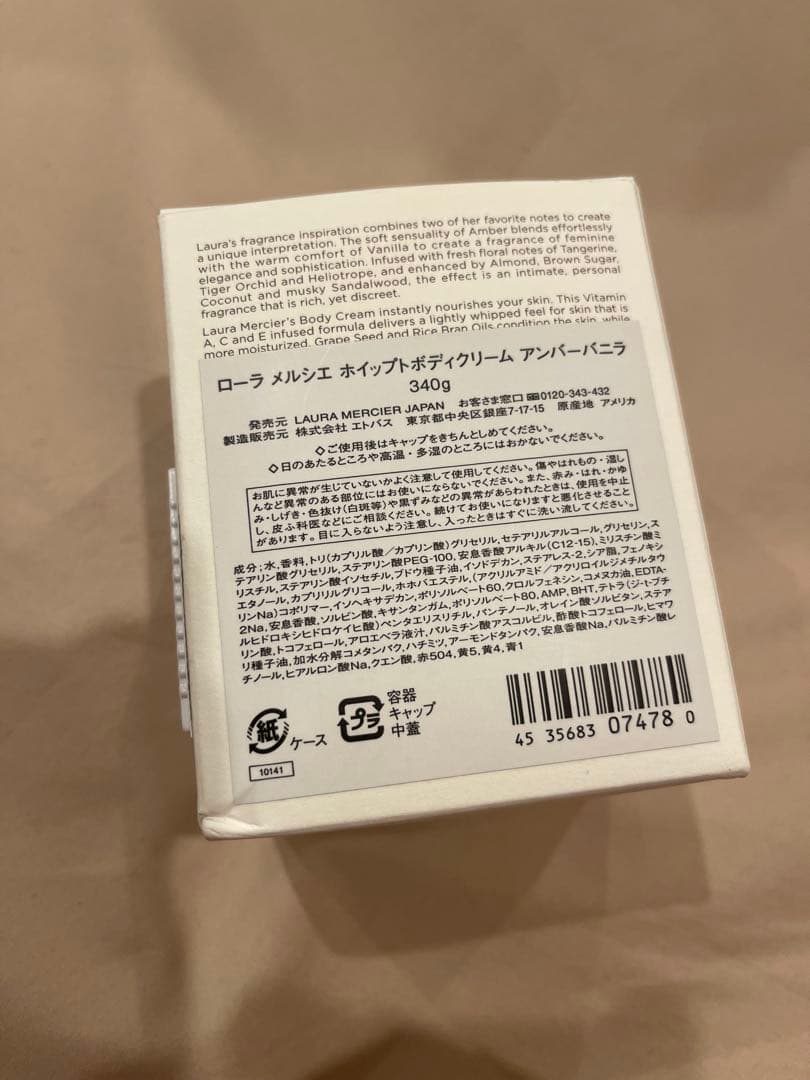 Laura's fragrance inspiration combines two of her favorite notes to create
a unique interpretation. The soft sensuality of Amber blends effortlessly
with the warm comfort of Vanilla to create a fragrance of feminine
elegance and sophistication. Infused with fresh floral notes of Tangerine,
Tiger Orchid and Heliotrope, and enhanced by Almond, Brown Sugar,
Coconut and musky Sandalwood, the effect is an intimate, personal
fragrance that is rich, yet discreet.
Laura Mercier's Body Cream instantly nourishes your skin. This Vitamin
A, C and E infused formula delivers a lightly whipped feel for skin that is
more moisturized. Grape Seed and Rice Bran Oils condition the skin, while
ローラ メルシエ ホイップトボディクリーム アンバーバニラ
340g
発売元 LAURA MERCIER JAPAN お客さま窓口 0120-343-432
製造販売元 株式会社 エトバス 東京都中央区銀座7-17-15 原産地 アメリカ
◇ご使用後はキャップをきちんとしめてください。
◇日のあたるところや高温・多湿のところにはおかないでください。
お肌に異常が生じていないかよく注意して使用してください。傷やはれもの・湿し
んなど異常のある部位にはお使いにならないでください。また、赤み・はれ・かゆ
み・しげき・色抜け(白斑等)や黒ずみなどの異常があらわれたときは、使用を中止
し、皮ふ科医などにご相談ください。続けてお使いになりますと悪化させること
があります。目に入らないよう注意し、入ったときはすぐに洗い流してください。
成分:水,香料,トリ(カプリル酸/カプリン酸)グリセリル,セテアリルアルコール,グリセリン,ス
テアリン酸グリセリル,ステアリン酸PEG-100,安息香酸アルキル(C12-15),ミリスチン酸ミ
リスチル,ステアリン酸イソセチル,ブドウ種子油,イソドデカン,ステアレス-2,シア脂,フェノキシ
エタノール,カプリリルグリコール,ホホバエステル,(アクリルアミド/アクリロイルジメチルタウ
リンNa)コポリマー,イソヘキサデカン,ポリソルベート60,クロルフェネシン,コメヌカ油,EDTA-
2Na,安息香酸,ソルビン酸,キサンタンガム,ポリソルベート80,AMP,BHT,テトラ(ジ-t-ブチ
ルヒドロキシヒドロケイヒ酸)ペンタエリスリチル,パンテノール,オレイン酸ソルビタン,ステア
リン酸,トコフェロール,アロエベラ液汁,パルミチン酸アスコルビル,酢酸トコフェロール,ヒマワ
リ種子油,加水分解コメタンパク,ハチミツ,アーモンドタンパク,安息香酸Na,パルミチン酸レ
チノール,ヒアルロン酸Na,クエン酸,赤504,黄5,黄4,青1
紙 ケース
プラ 容器
キャップ
中蓋
45 35683 07478 0
10141